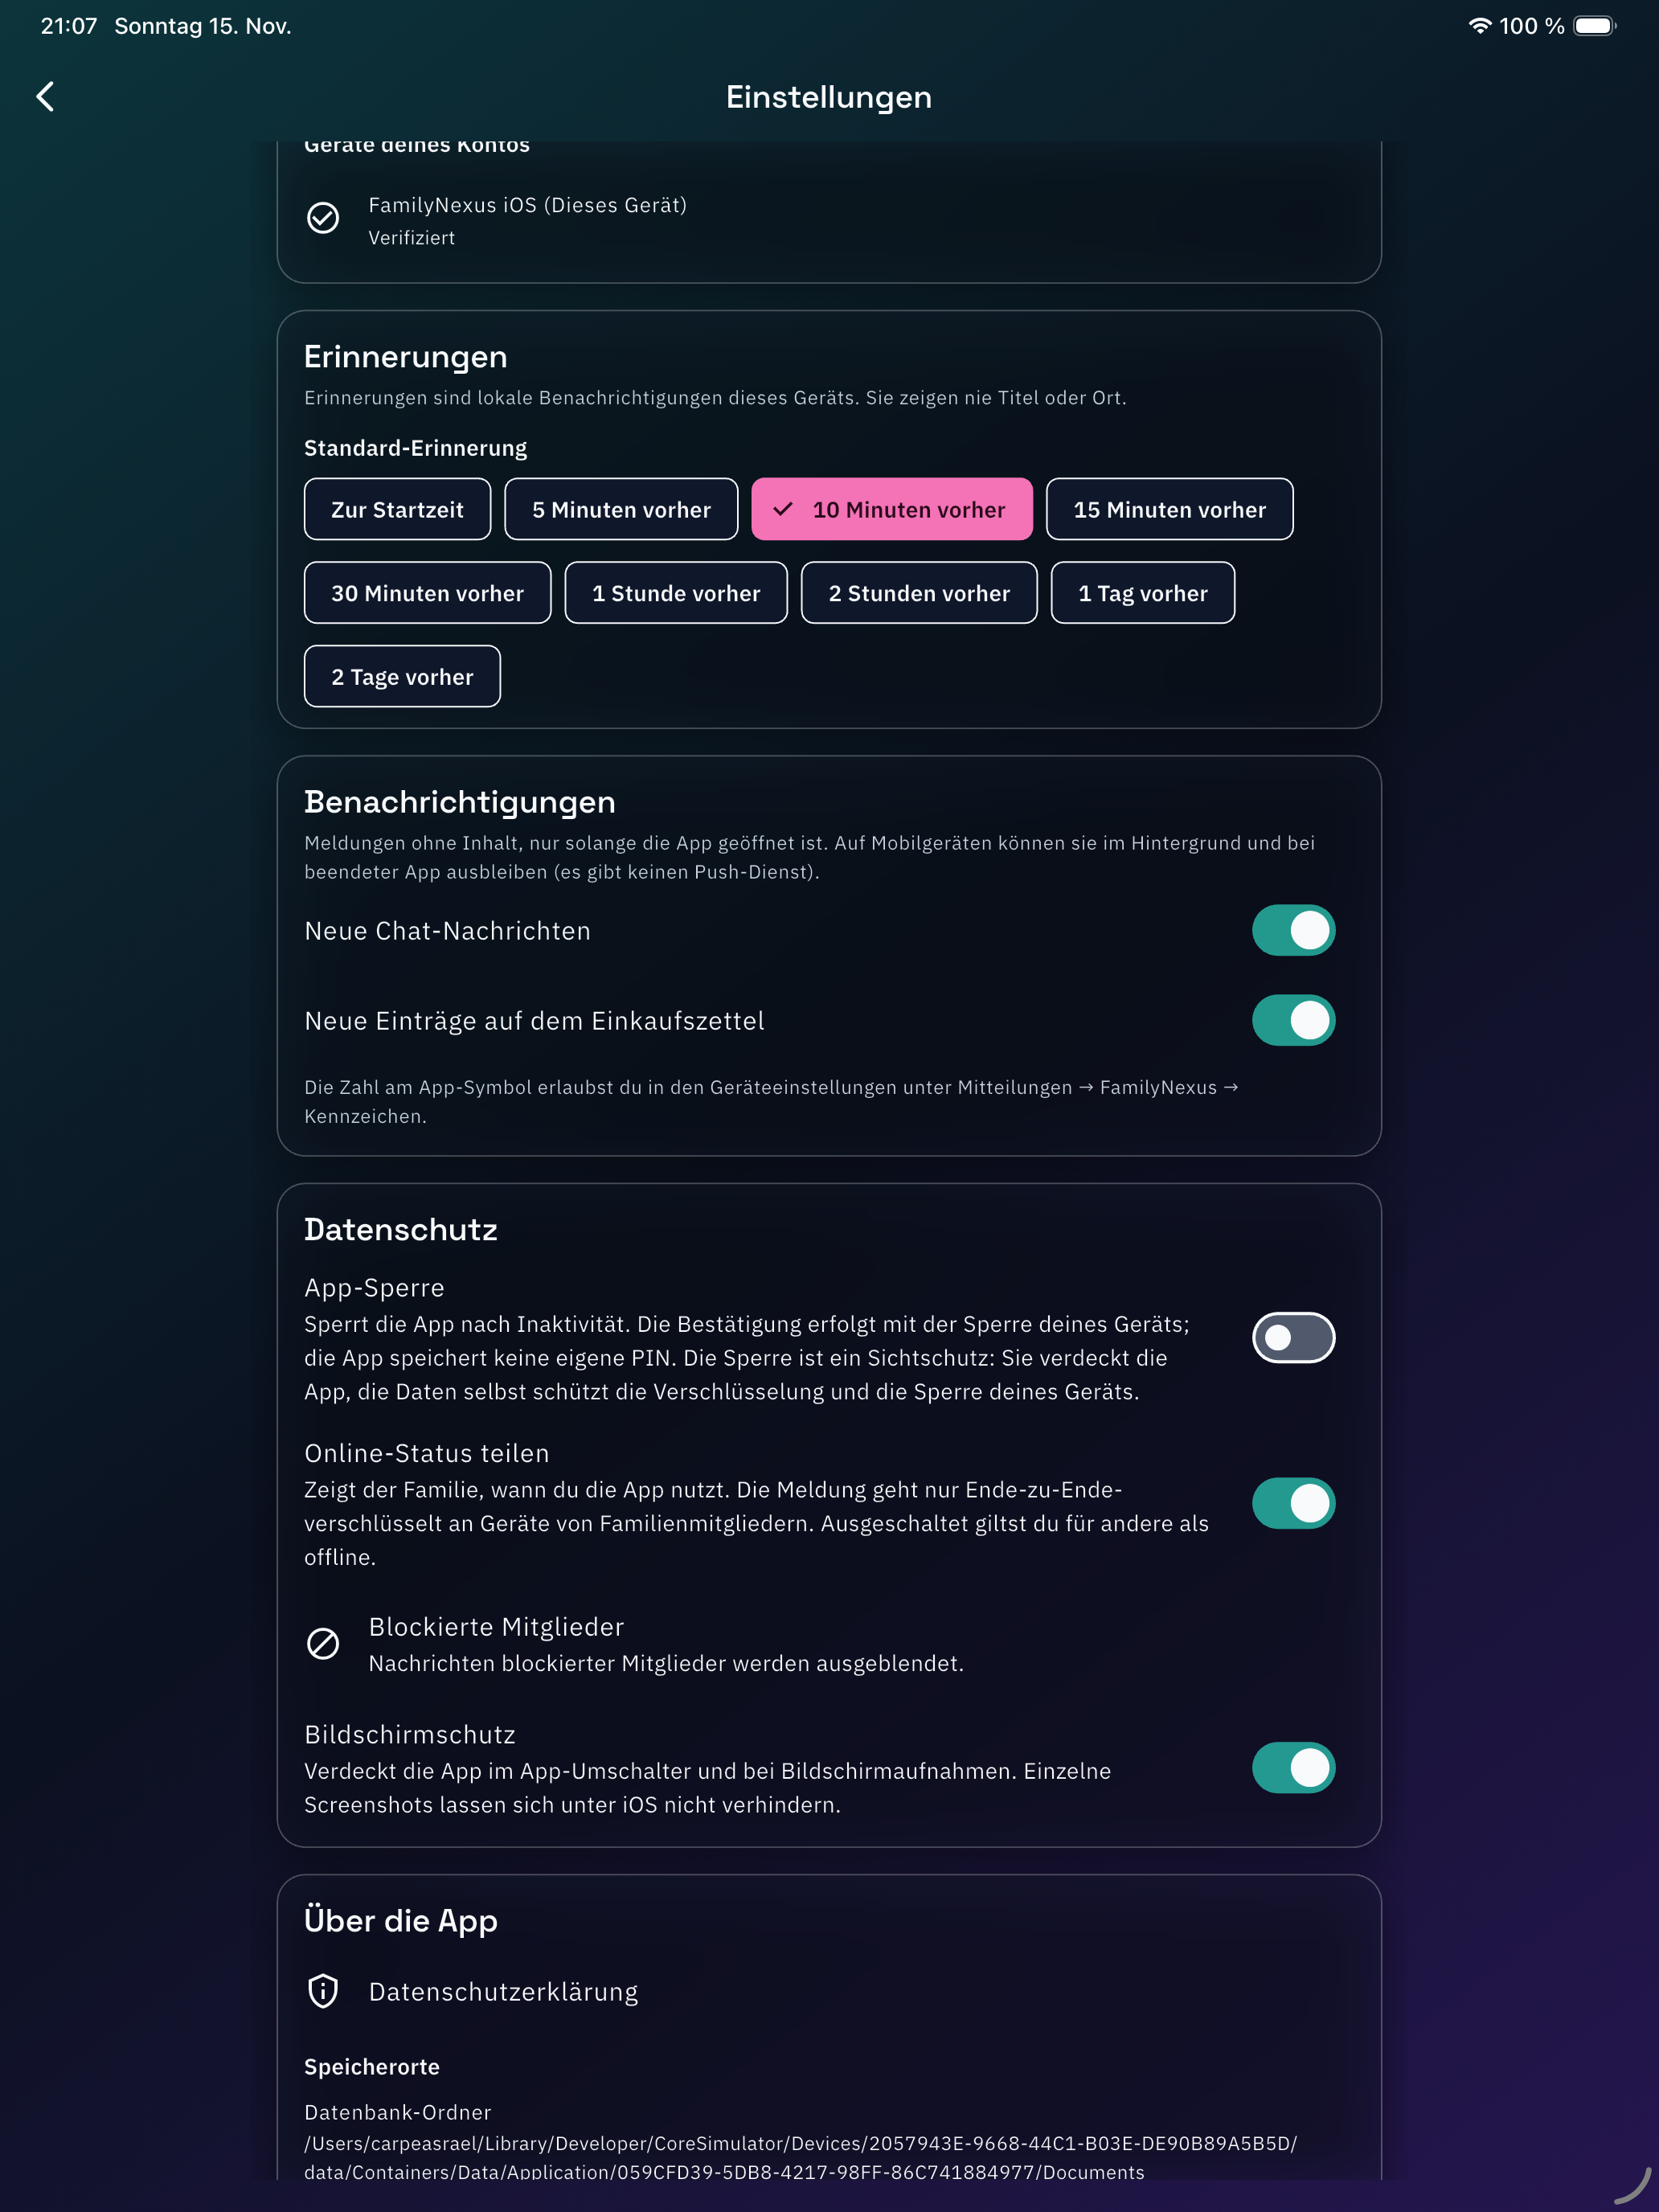 21:07 Sonntag 15. Nov.
100 %
Einstellungen
Geräte deines Kontos
FamilyNexus iOS (Dieses Gerät)
Verifiziert
Erinnerungen
Erinnerungen sind lokale Benachrichtigungen dieses Geräts. Sie zeigen nie Titel oder Ort.
Standard-Erinnerung
Zur Startzeit 5 Minuten vorher 10 Minuten vorher 15 Minuten vorher
30 Minuten vorher 1 Stunde vorher 2 Stunden vorher 1 Tag vorher
2 Tage vorher
Benachrichtigungen
Meldungen ohne Inhalt, nur solange die App geöffnet ist. Auf Mobilgeräten können sie im Hintergrund und bei
beendeter App ausbleiben (es gibt keinen Push-Dienst).
Neue Chat-Nachrichten
Neue Einträge auf dem Einkaufszettel
Die Zahl am App-Symbol erlaubst du in den Geräteeinstellungen unter Mitteilungen → FamilyNexus →
Kennzeichen.
Datenschutz
App-Sperre
Sperrt die App nach Inaktivität. Die Bestätigung erfolgt mit der Sperre deines Geräts;
die App speichert keine eigene PIN. Die Sperre ist ein Sichtschutz: Sie verdeckt die
App, die Daten selbst schützt die Verschlüsselung und die Sperre deines Geräts.
Online-Status teilen
Zeigt der Familie, wann du die App nutzt. Die Meldung geht nur Ende-zu-Ende-
verschlüsselt an Geräte von Familienmitgliedern. Ausgeschaltet giltst du für andere als
offline.
Blockierte Mitglieder
Nachrichten blockierter Mitglieder werden ausgeblendet.
Bildschirmschutz
Verdeckt die App im App-Umschalter und bei Bildschirmaufnahmen. Einzelne
Screenshots lassen sich unter iOS nicht verhindern.
Über die App
Datenschutzerklärung
Speicherorte
Datenbank-Ordner
/Users/carpeasrael/Library/Developer/CoreSimulator/Devices/2057943E-9668-44C1-B03E-DE90B89A5B5D/
data/Containers/Data/Application/059CFD39-5DB8-4217-98FF-86C741884977/Documents